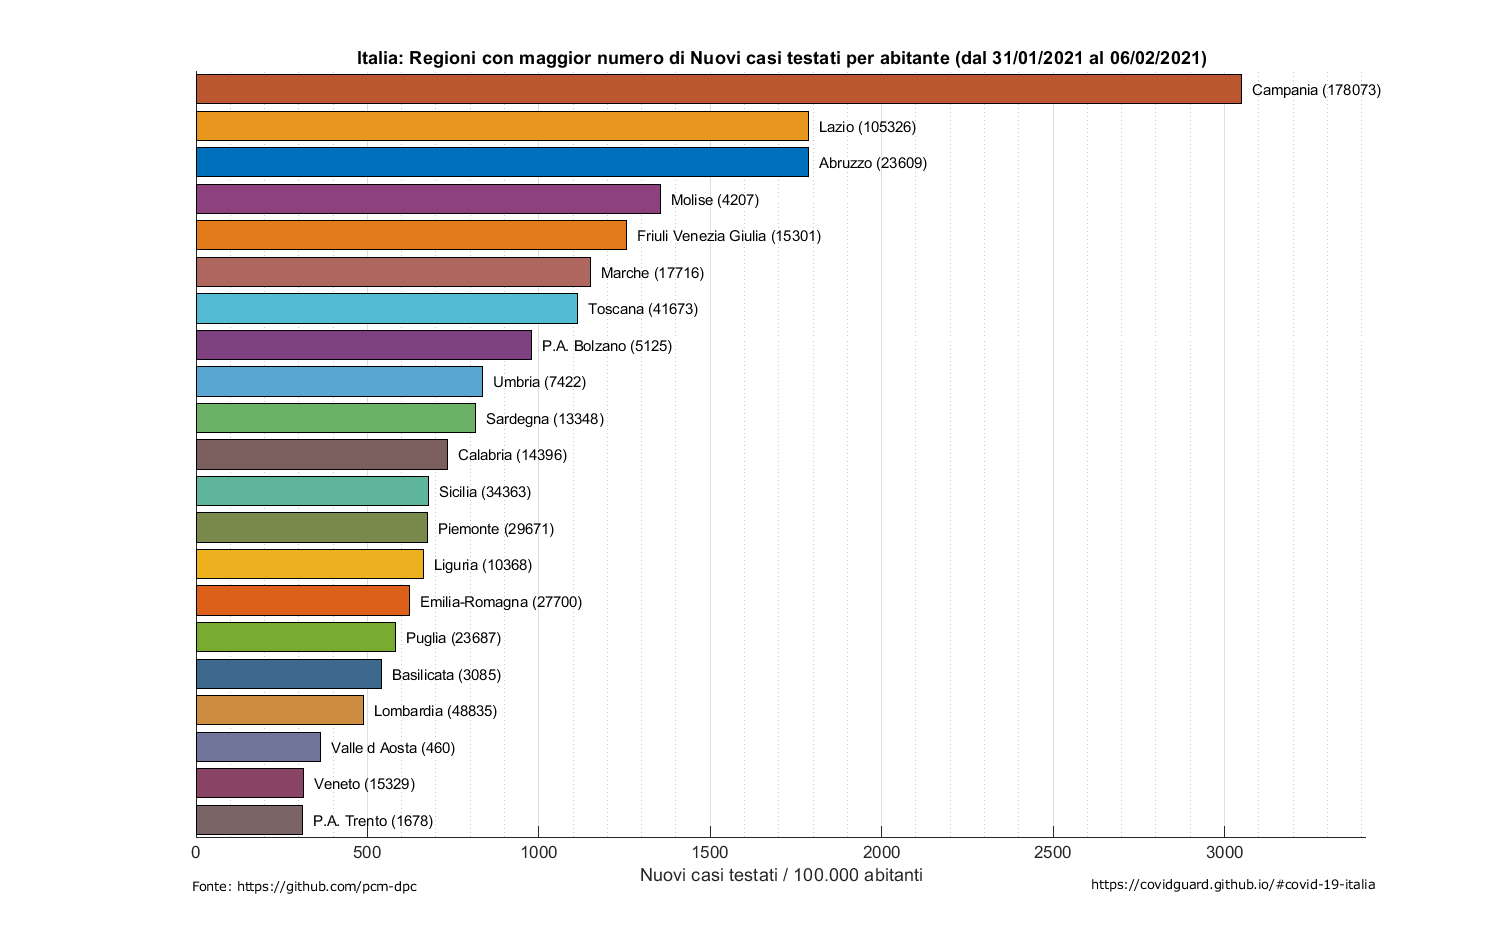 Italia: Regioni con maggior numero di Nuovi casi testati per abitante (dal 31/01/2021 al 06/02/2021)
Campania (178073)
Lazio (105326)
Abruzzo (23609)
Molise (4207)
Friuli Venezia Giulia (15301)
Marche (17716)
Toscana (41673)
P.A. Bolzano (5125)
Umbria (7422)
Sardegna (13348)
Calabria (14396)
Sicilia (34363)
Piemonte (29671)
Liguria (10368)
Emilia-Romagna (27700)
Puglia (23687)
Basilicata (3085)
Lombardia (48835)
Valle d Aosta (460)
Veneto (15329)
P.A. Trento (1678)
0 500 1000 1500 2000 2500 3000
Nuovi casi testati / 100.000 abitanti
Fonte: https://github.com/pcm-dpc
https://covidguard.github.io/#covid-19-italia